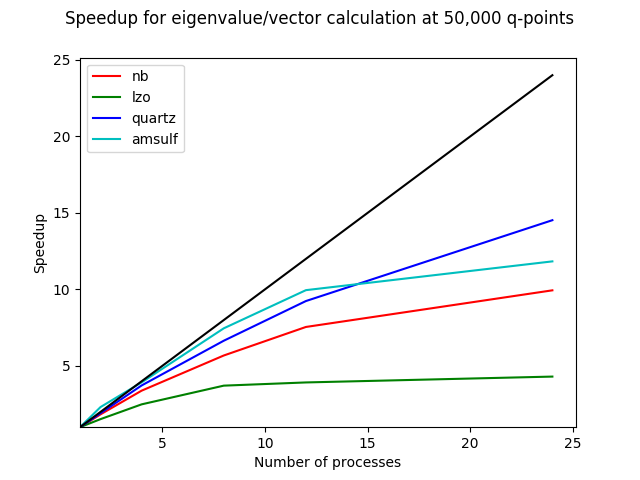 Speedup for eigenvalue/vector calculation at 50,000 q-points
25
20
15
10
5
Speedup
nb
lzo
quartz
amsulf
5
10
15
20
25
Number of processes